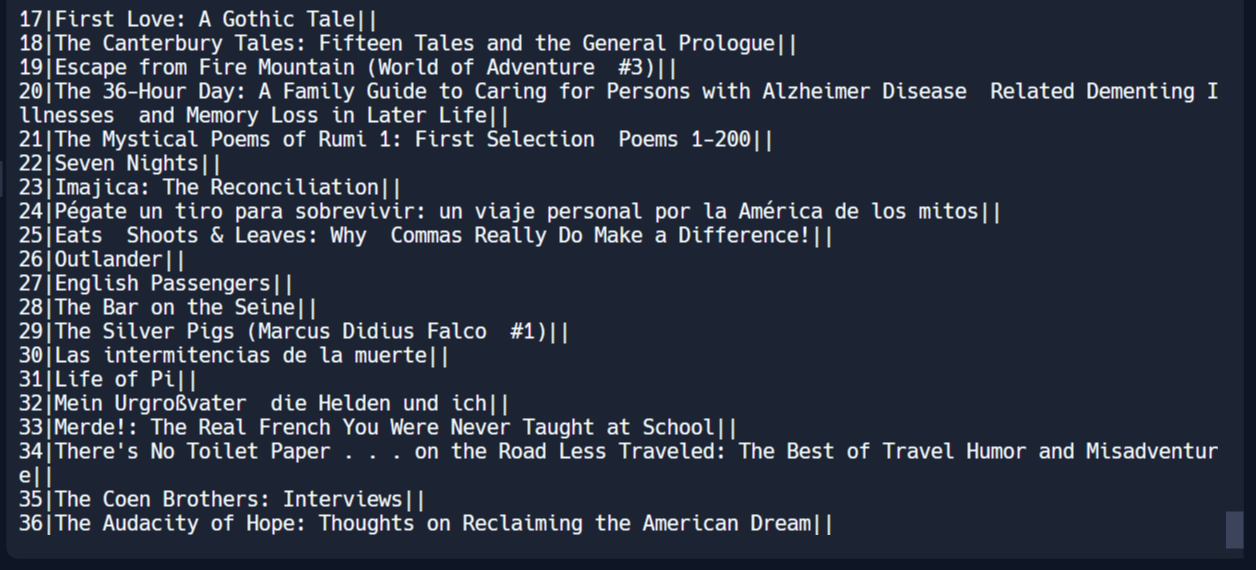 17|First Love: A Gothic Tale||
18|The Canterbury Tales: Fifteen Tales and the General Prologue||
19|Escape from Fire Mountain (World of Adventure  #3)||
20|The 36-Hour Day: A Family Guide to Caring for Persons with Alzheimer Disease  Related Dementing I
llnesses  and Memory Loss in Later Life||
21|The Mystical Poems of Rumi 1: First Selection  Poems 1-200||
22|Seven Nights||
23|Imajica: The Reconciliation||
24|Pégate un tiro para sobrevivir: un viaje personal por la América de los mitos||
25|Eats  Shoots & Leaves: Why  Commas Really Do Make a Difference!||
26|Outlander||
27|English Passengers||
28|The Bar on the Seine||
29|The Silver Pigs (Marcus Didius Falco  #1)||
30|Las intermitencias de la muerte||
31|Life of Pi||
32|Mein Urgroßvater  die Helden und ich||
33|Merde!: The Real French You Were Never Taught at School||
34|There's No Toilet Paper . . . on the Road Less Traveled: The Best of Travel Humor and Misadventur
e||
35|The Coen Brothers: Interviews||
36|The Audacity of Hope: Thoughts on Reclaiming the American Dream||